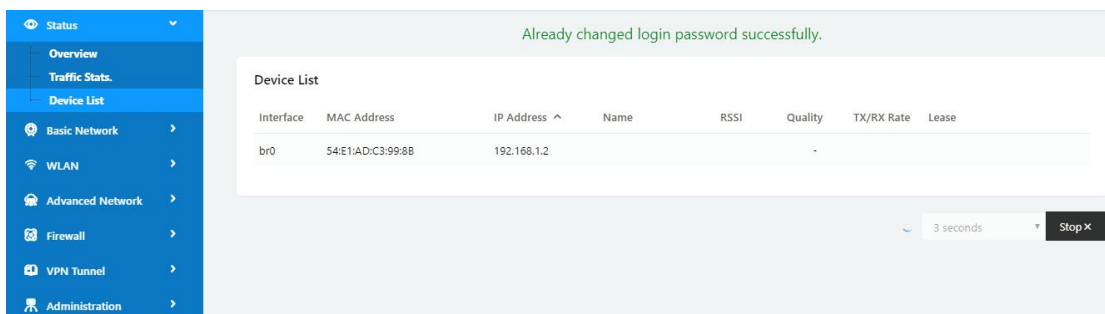 Status
Overview
Traffic Stats.
Device List
Basic Network
WLAN
Advanced Network
Firewall
VPN Tunnel
Administration
Already changed login password successfully.
Device List
Interface MAC Address IP Address Name RSSI Quality TX/RX Rate Lease
br0 54:E1:AD:C3:99:8B 192.168.1.2 -
3 seconds Stop ×